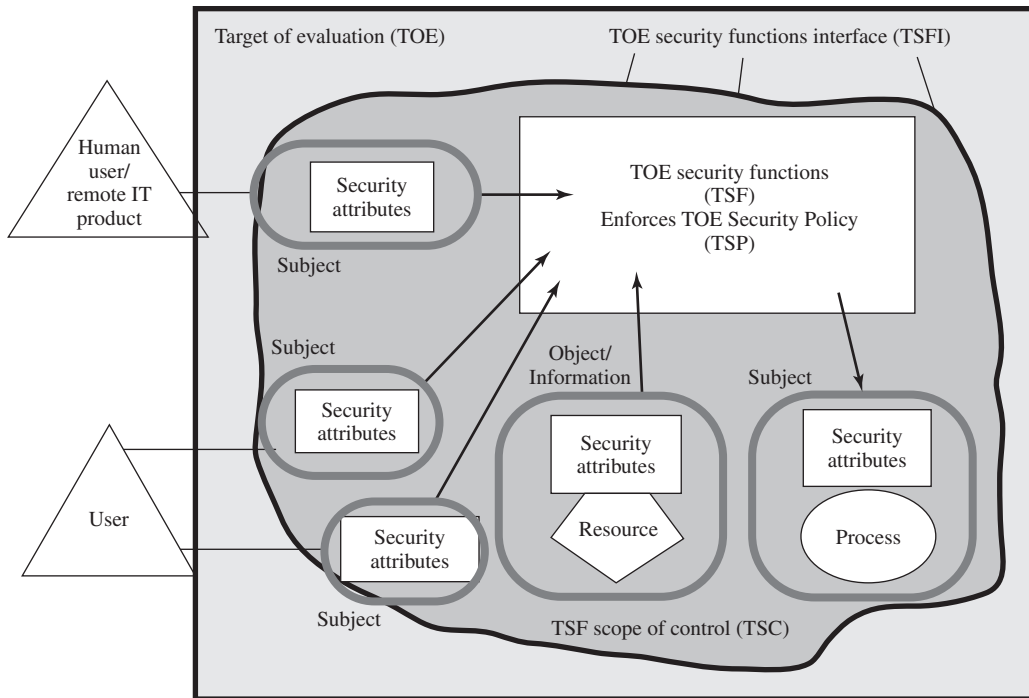 Target of evaluation (TOE)
TOE security functions interface (TSFI)
Human
user/
remote IT
product
Security
attributes
Subject
TOE security functions
(TSF)
Enforces TOE Security Policy
(TSP)
Subject
Security
attributes
Object/
Information
Security
attributes
Resource
Subject
Security
attributes
Process
User
Security
attributes
Subject
TSF scope of control (TSC)